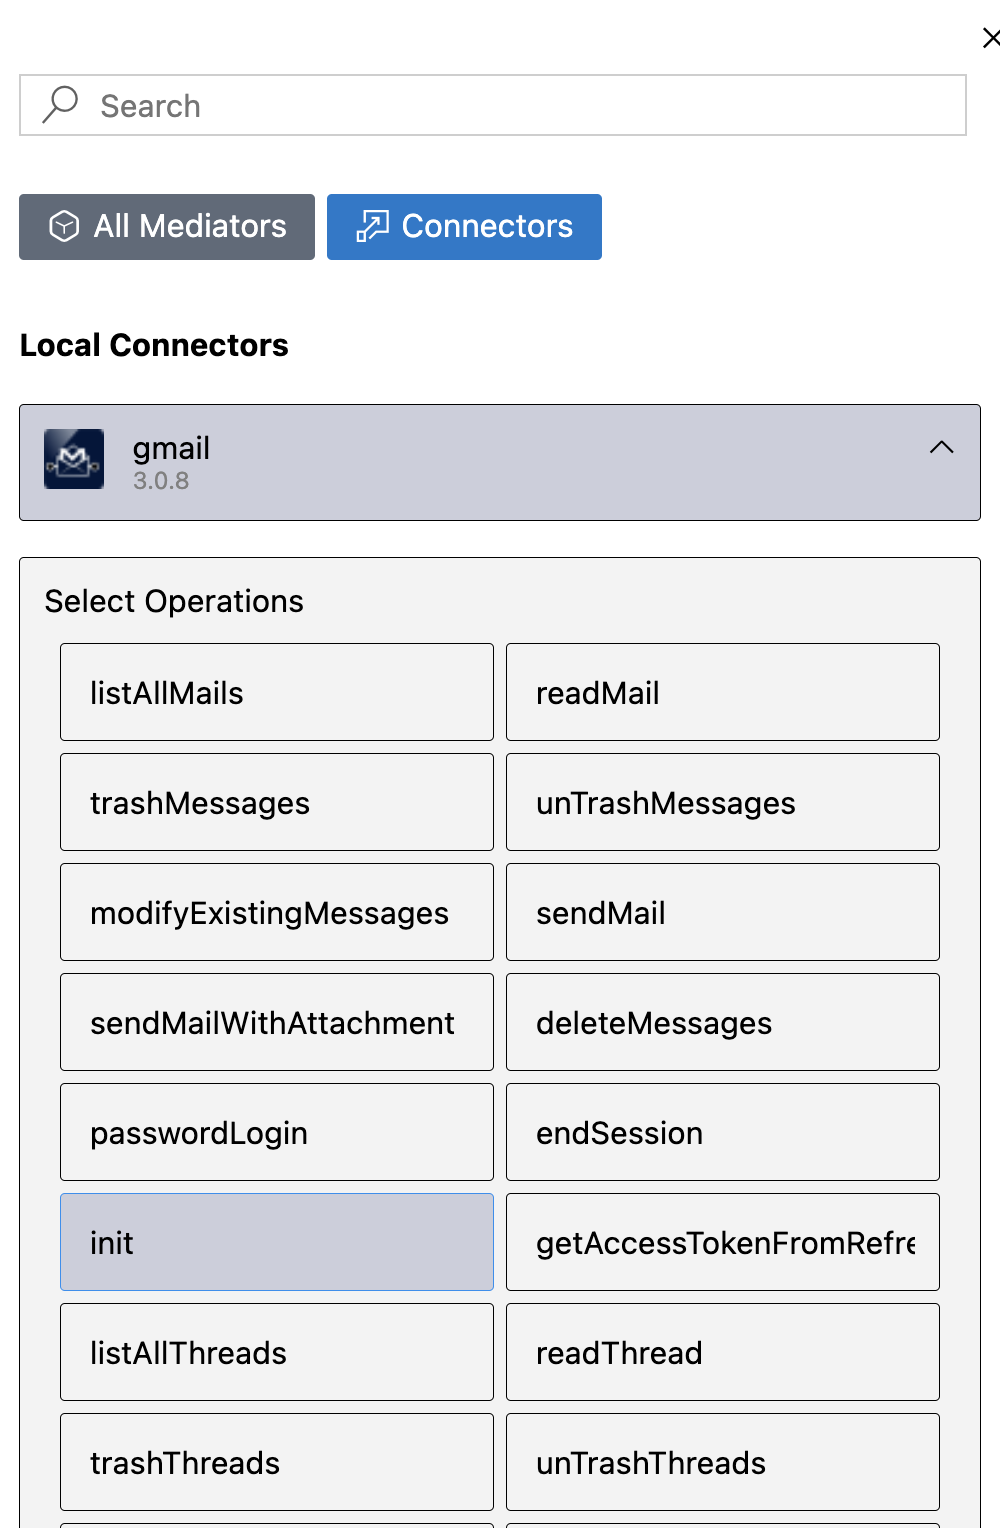 Search
All Mediators
Connectors
Local Connectors
gmail
3.0.8
Select Operations
listAllMails
readMail
trashMessages
unTrashMessages
modifyExistingMessages
sendMail
sendMailWithAttachment
deleteMessages
passwordLogin
endSession
init
getAccessTokenFromRefre
listAllThreads
readThread
trashThreads
unTrashThreads